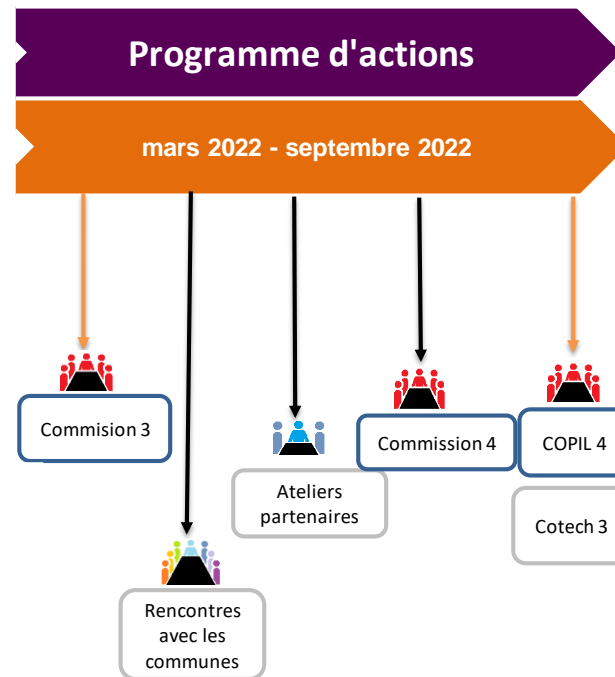 Programme d'actions
mars 2022 - septembre 2022
Commision 3
Commission 4
COPIL 4
Ateliers
partenaires
Cotech 3
Rencontres
avec les
communes